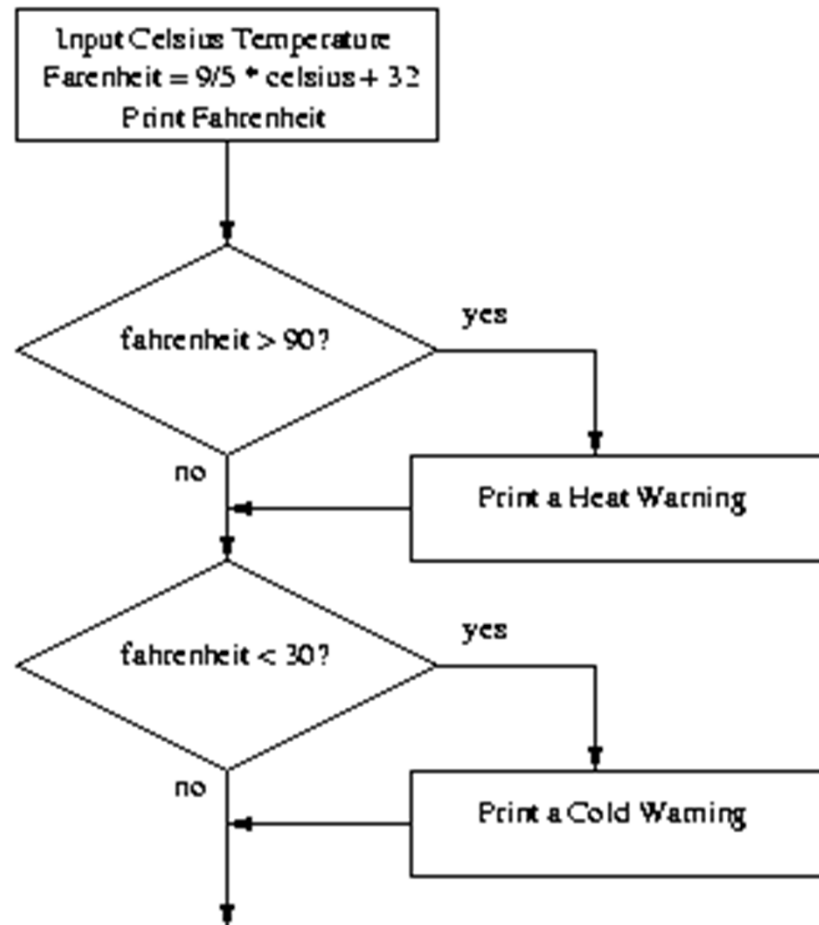 Input Celsius Temperature
Farenheit = 9/5 * celsius + 32
Print Fahrenheit
fahrenheit > 90?
yes
no
Print a Heat Warning
fahrenheit < 30?
yes
no
Print a Cold Warning